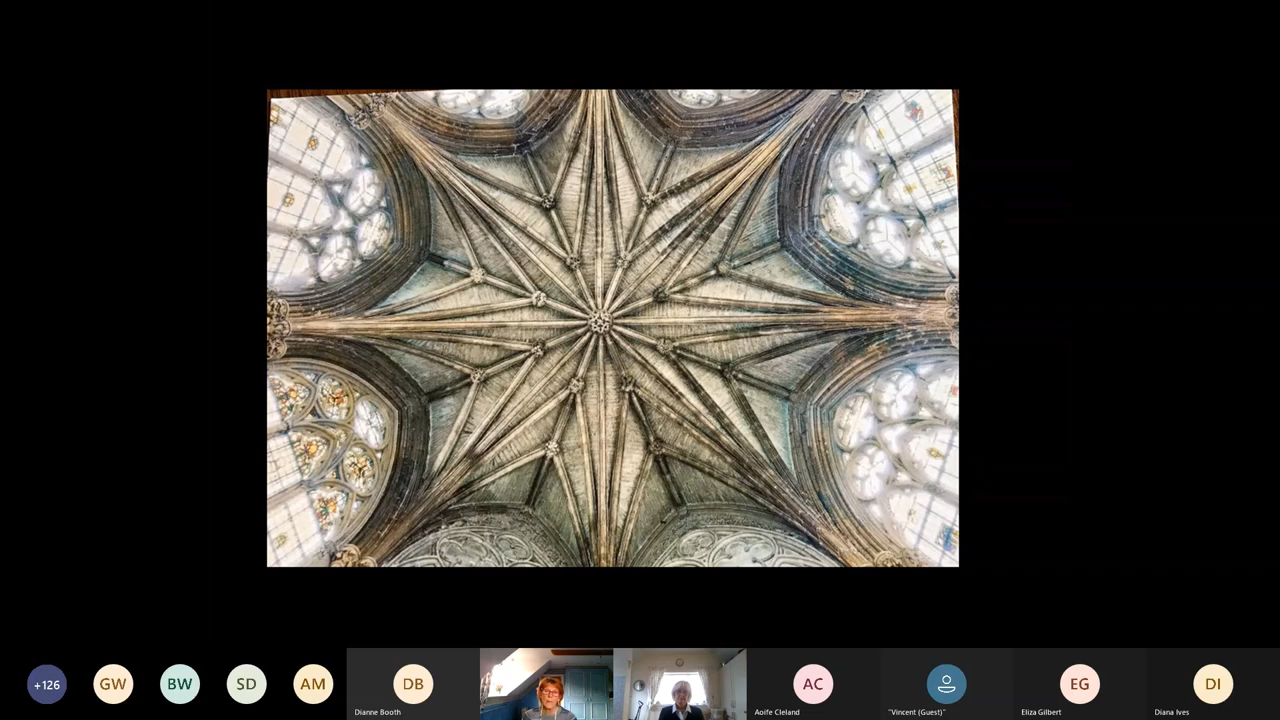 +126
GW
BW
SD
AM
DB
Dianne Booth
AC
Aoife Cleland
"Vincent (Guest)"
EG
Eliza Gilbert
DI
Diana Ives